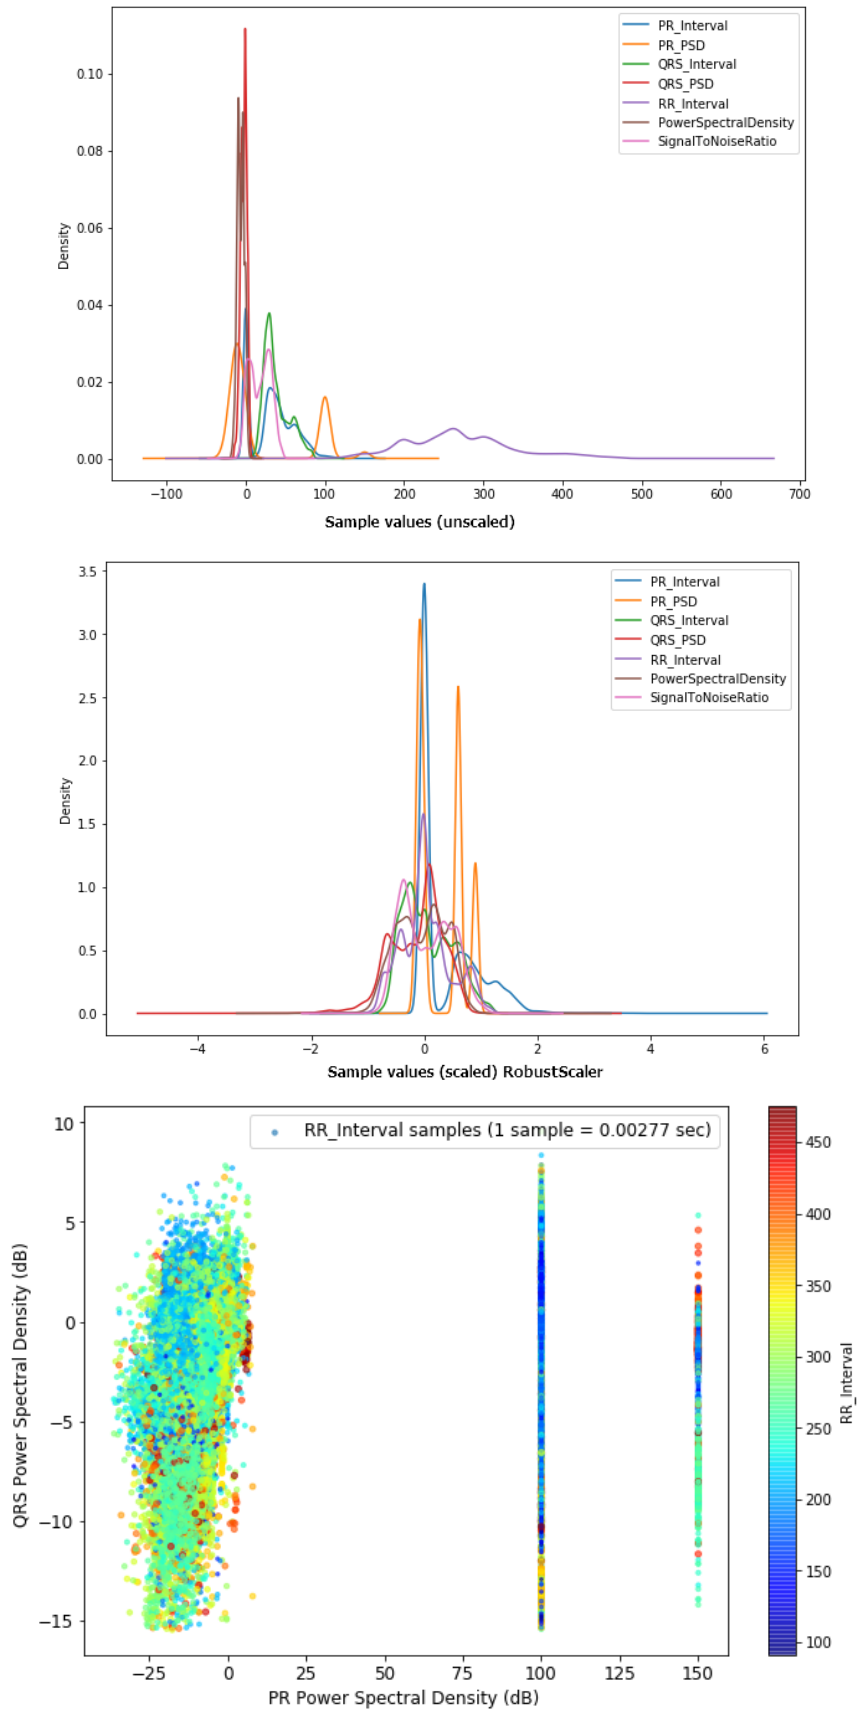 PR_Interval
PR_PSD
QRS_Interval
QRS_PSD
RR_Interval
PowerSpectralDensity
SignalToNoiseRatio
0.10
0.08
0.06
0.04
0.02
0.00
Density
−100 0 100 200 300 400 500 600 700
Sample values (unscaled)
PR_Interval
PR_PSD
QRS_Interval
QRS_PSD
RR_Interval
PowerSpectralDensity
SignalToNoiseRatio
3.5
3.0
2.5
2.0
1.5
1.0
0.5
0.0
Density
−4 −2 0 2 4 6
Sample values (scaled) RobustScaler
RR_Interval samples (1 sample = 0.00277 sec)
10
5
0
−5
−10
−15
QRS Power Spectral Density (dB)
−25 0 25 50 75 100 125 150
PR Power Spectral Density (dB)
450
400
350
300
250
200
150
100
RR_Interval